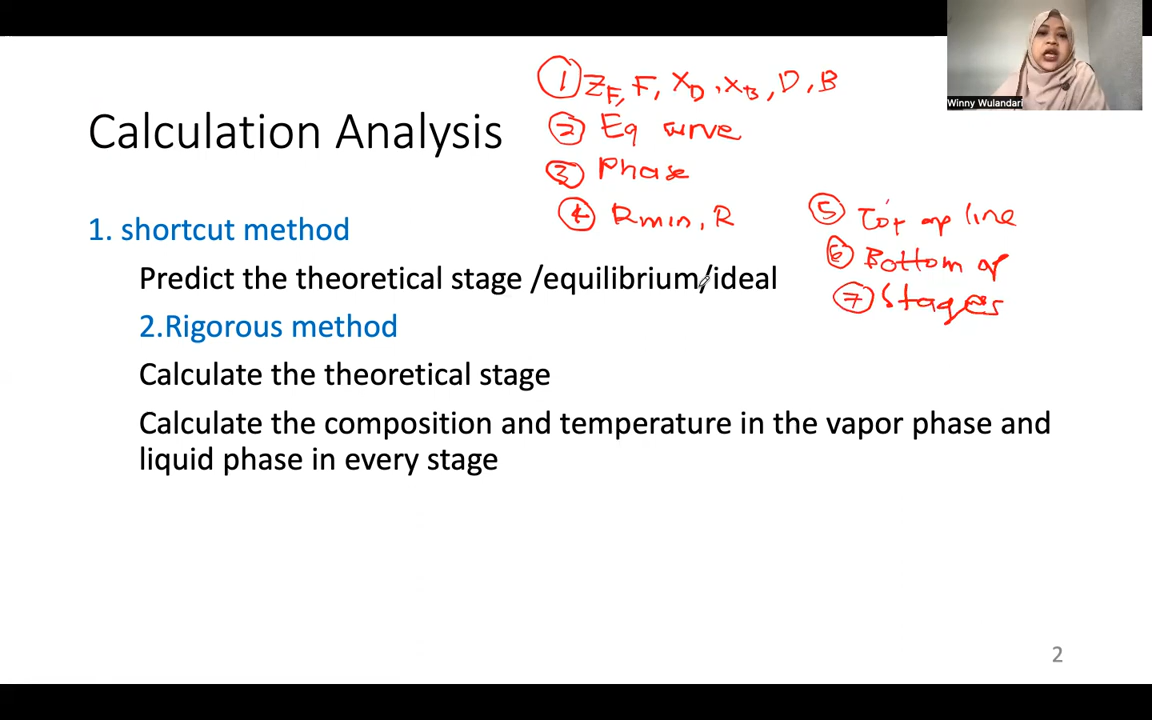 Winny Wulandari
① ZF, F, XD, XB, D, B
② Eq curve
③ Phase
④ Rmin, R
⑤ Top op line
⑥ Bottom op
⑦ Stages
Calculation Analysis
1. shortcut method
Predict the theoretical stage /equilibrium/ideal
2.Rigorous method
Calculate the theoretical stage
Calculate the composition and temperature in the vapor phase and
liquid phase in every stage
2